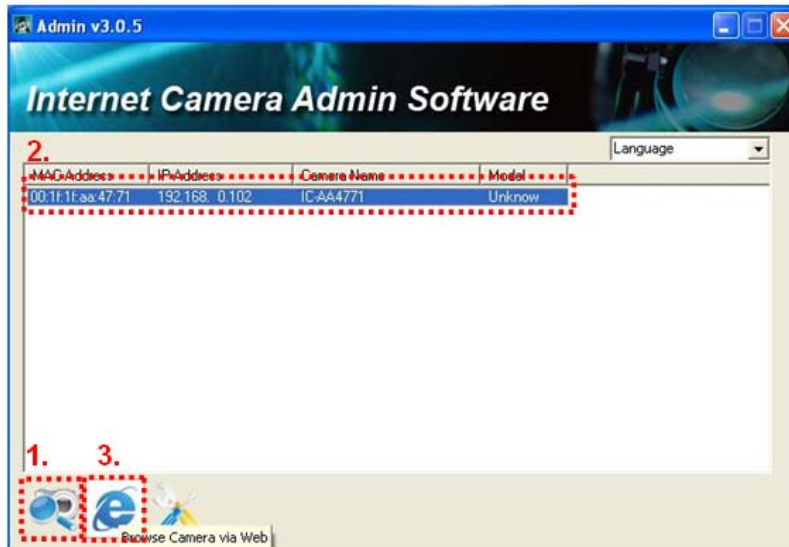 Admin v3.0.5
Internet Camera Admin Software
Language
2.
MAC Address IP Address Camera Name Model
00:1f:1f:aa:47:71 192.168. 0.102 IC-AA4771 Unknow
1. 3.
Browse Camera via Web